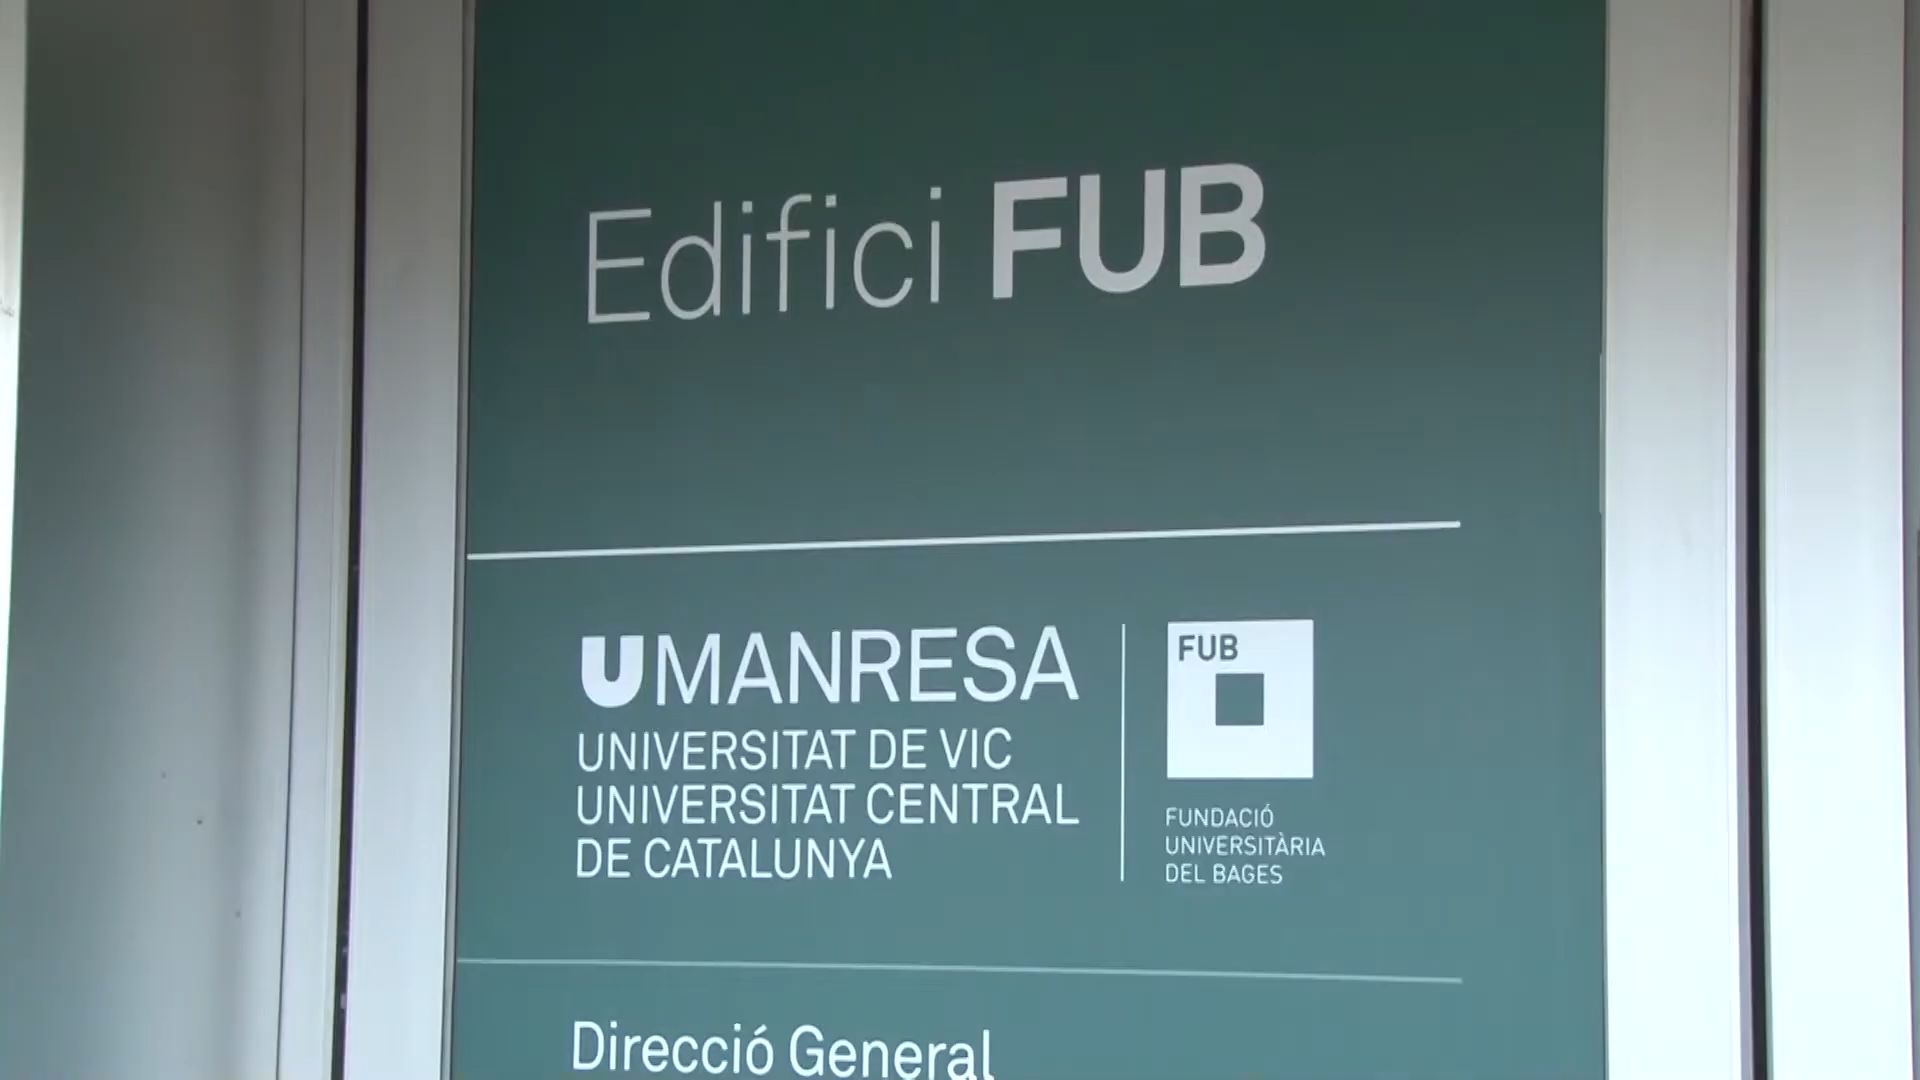 Edifici FUB
UMANRESA
UNIVERSITAT DE VIC
UNIVERSITAT CENTRAL
DE CATALUNYA
FUB
FUNDACIÓ
UNIVERSITÀRIA
DEL BAGES
Direcció General